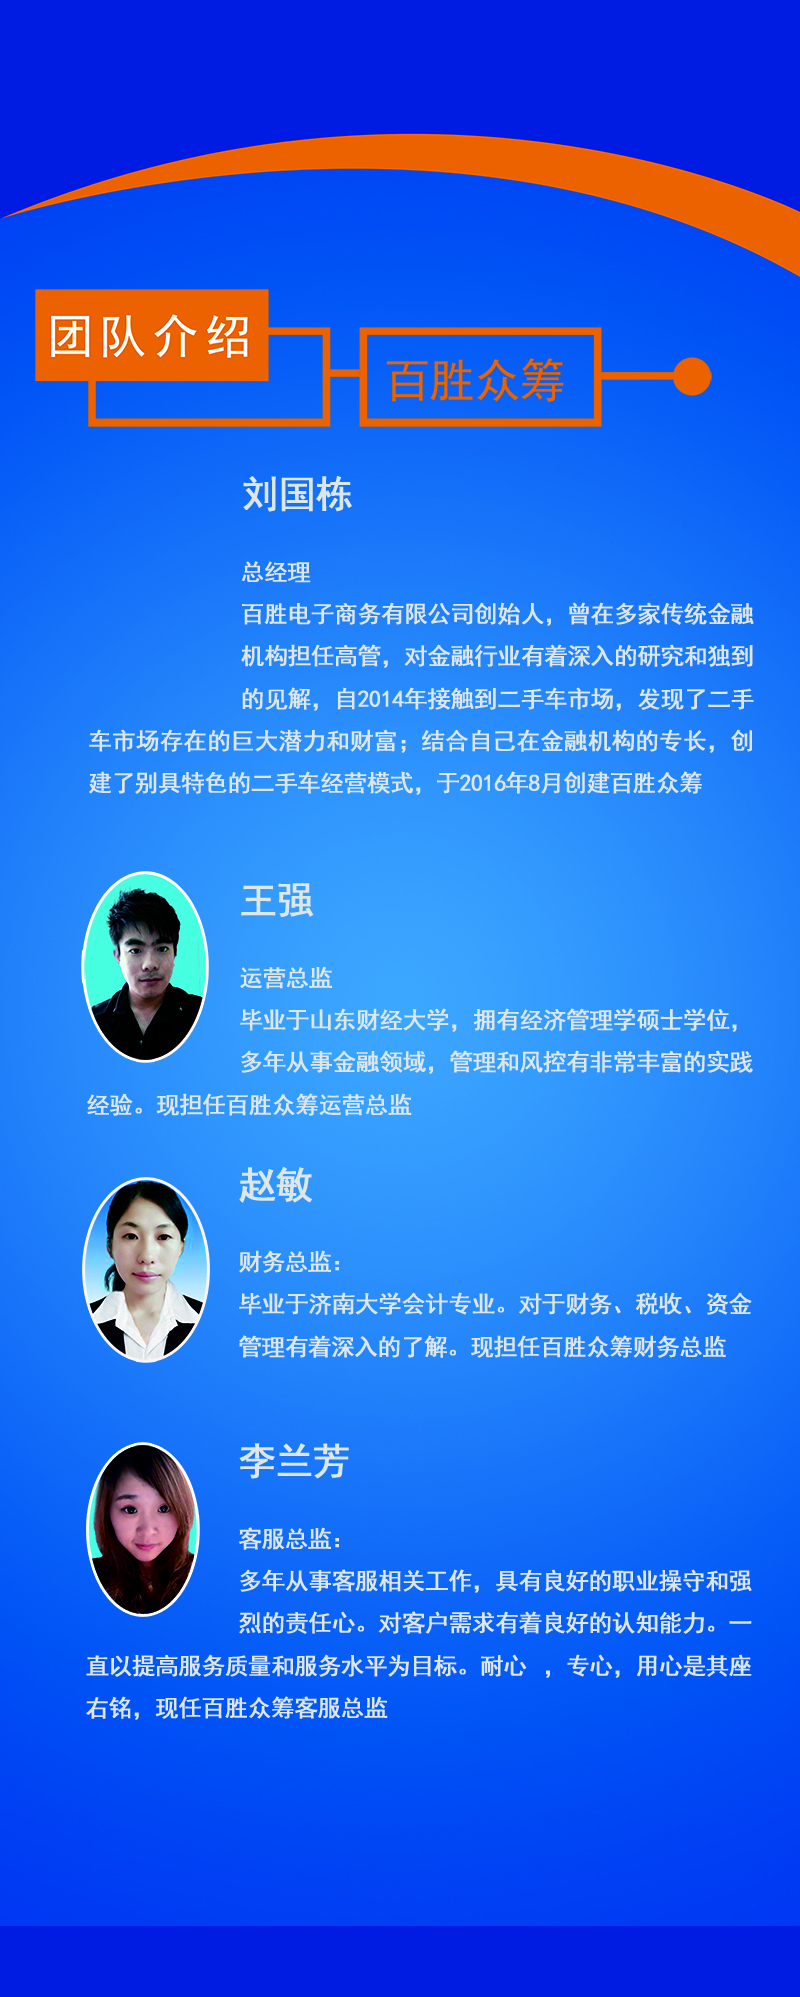 团队介绍
百胜众筹
刘国栋
总经理
百胜电子商务有限公司创始人，曾在多家传统金融
机构担任高管，对金融行业有着深入的研究和独到
的见解，自2014年接触到二手车市场，发现了二手
车市场存在的巨大潜力和财富；结合自己在金融机构的专长，创
建了别具特色的二手车经营模式，于2016年8月创建百胜众筹
王强
运营总监
毕业于山东财经大学，拥有经济管理学硕士学位，
多年从事金融领域，管理和风控有非常丰富的实践
经验。现担任百胜众筹运营总监
赵敏
财务总监：
毕业于济南大学会计专业。对于财务、税收、资金
管理有着深入的了解。现担任百胜众筹财务总监
李兰芳
客服总监：
多年从事客服相关工作，具有良好的职业操守和强
烈的责任心。对客户需求有着良好的认知能力。一
直以提高服务质量和服务水平为目标。耐心 ，专心，用心是其座
右铭，现任百胜众筹客服总监